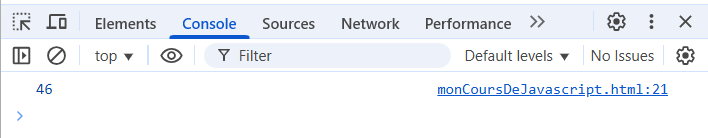 Elements Console Sources Network Performance
top Filter Default levels No Issues
46 monCoursDeJavascript.html:21